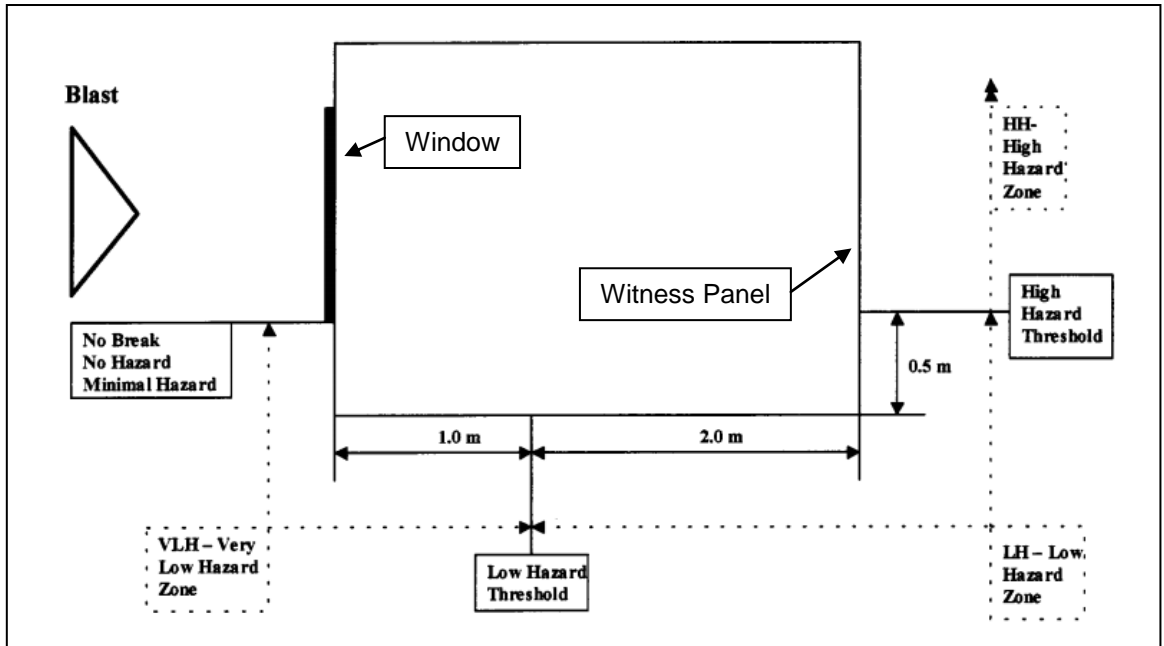 Blast
Window
HH-
High
Hazard
Zone
Witness Panel
High
Hazard
Threshold
No Break
No Hazard
Minimal Hazard
0.5 m
1.0 m
2.0 m
VLH – Very
Low Hazard
Zone
Low Hazard
Threshold
LH – Low
Hazard
Zone